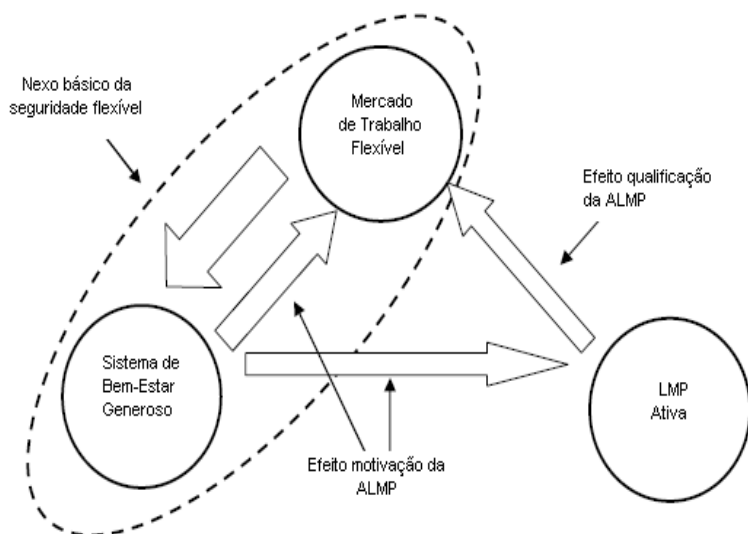 Nexo básico da
seguridade flexível
Mercado
de Trabalho
Flexível
Efeito qualificação
da ALMP
Sistema de
Bem-Estar
Generoso
LMP
Ativa
Efeito motivação da
ALMP